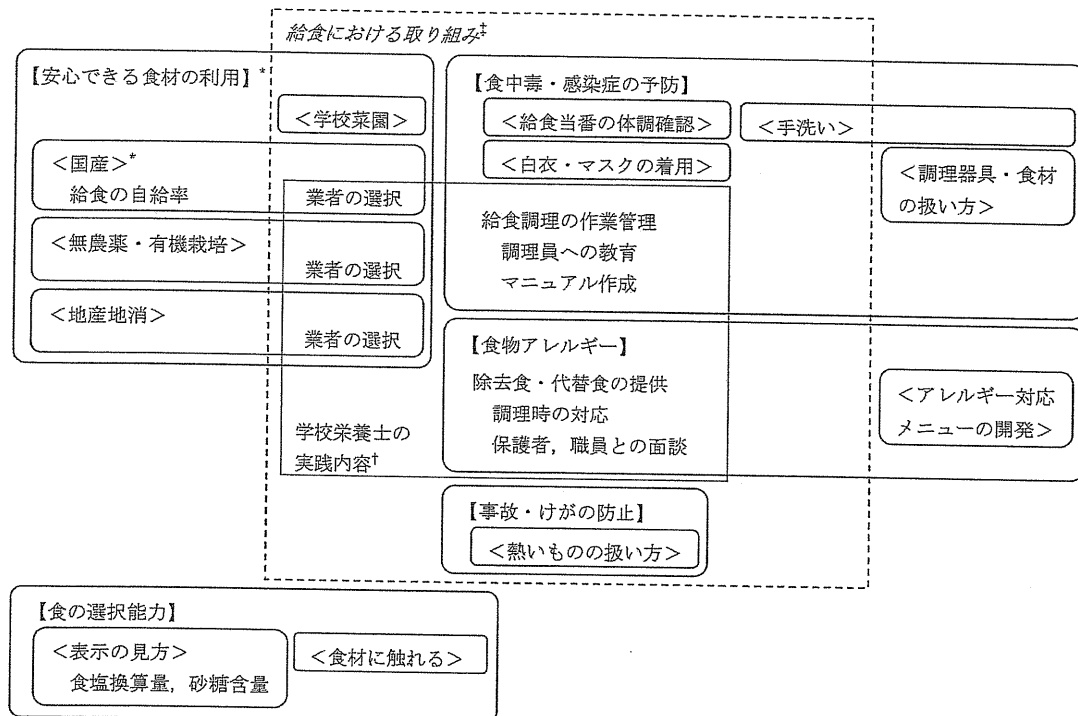 給食における取り組み‡
【安心できる食材の利用】*
<学校菜園>
<国産>*
給食の自給率
業者の選択
<無農薬・有機栽培>
業者の選択
<地産地消>
業者の選択
学校栄養士の
実践内容†
【食中毒・感染症の予防】
<給食当番の体調確認>
<手洗い>
<白衣・マスクの着用>
<調理器具・食材
の扱い方>
給食調理の作業管理
調理員への教育
マニュアル作成
【食物アレルギー】
除去食・代替食の提供
調理時の対応
保護者，職員との面談
<アレルギー対応
メニューの開発>
【事故・けがの防止】
<熱いものの扱い方>
【食の選択能力】
<表示の見方>
食塩換算量，砂糖含量
<食材に触れる>